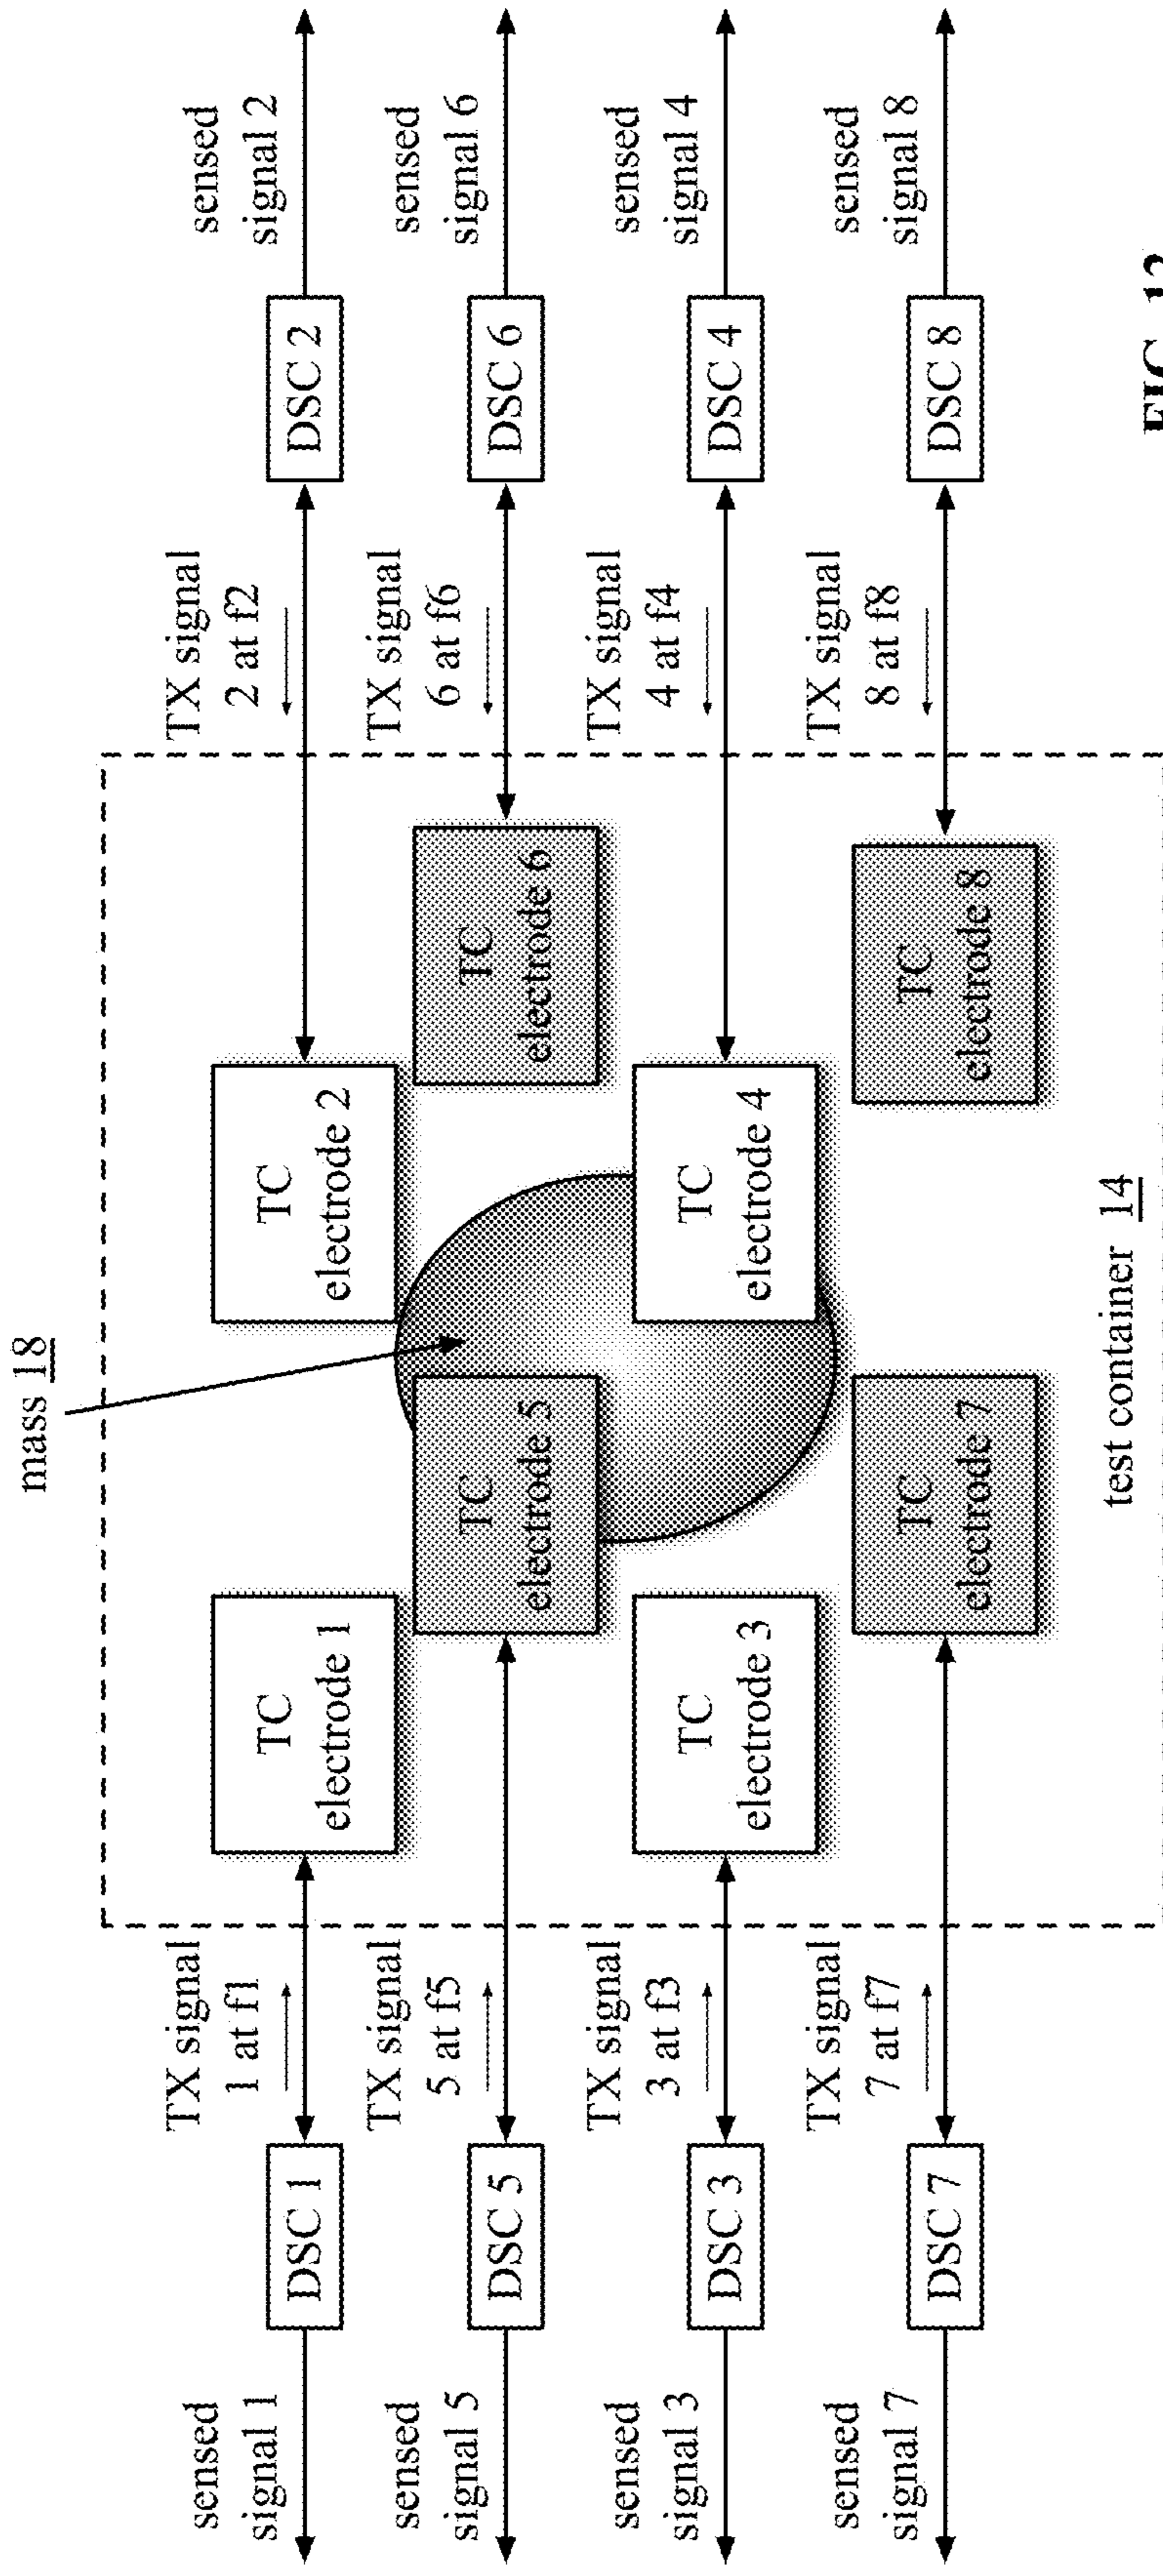 mass 18
sensed
signal 1
DSC 1
TX signal
1 at f1
TC
electrode 1
TC
electrode 2
TX signal
2 at f2
DSC 2
sensed
signal 2
sensed
signal 5
DSC 5
TX signal
5 at f5
TC
electrode 5
TC
electrode 6
TX signal
6 at f6
DSC 6
sensed
signal 6
sensed
signal 3
DSC 3
TX signal
3 at f3
TC
electrode 3
TC
electrode 4
TX signal
4 at f4
DSC 4
sensed
signal 4
sensed
signal 7
DSC 7
TX signal
7 at f7
TC
electrode 7
TC
electrode 8
TX signal
8 at f8
DSC 8
sensed
signal 8
test container 14
FIG